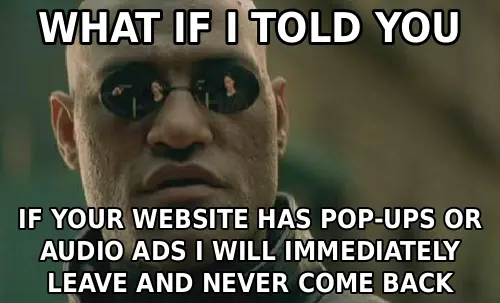 WHAT IF I TOLD YOU
IF YOUR WEBSITE HAS POP-UPS OR
AUDIO ADS I WILL IMMEDIATELY
LEAVE AND NEVER COME BACK